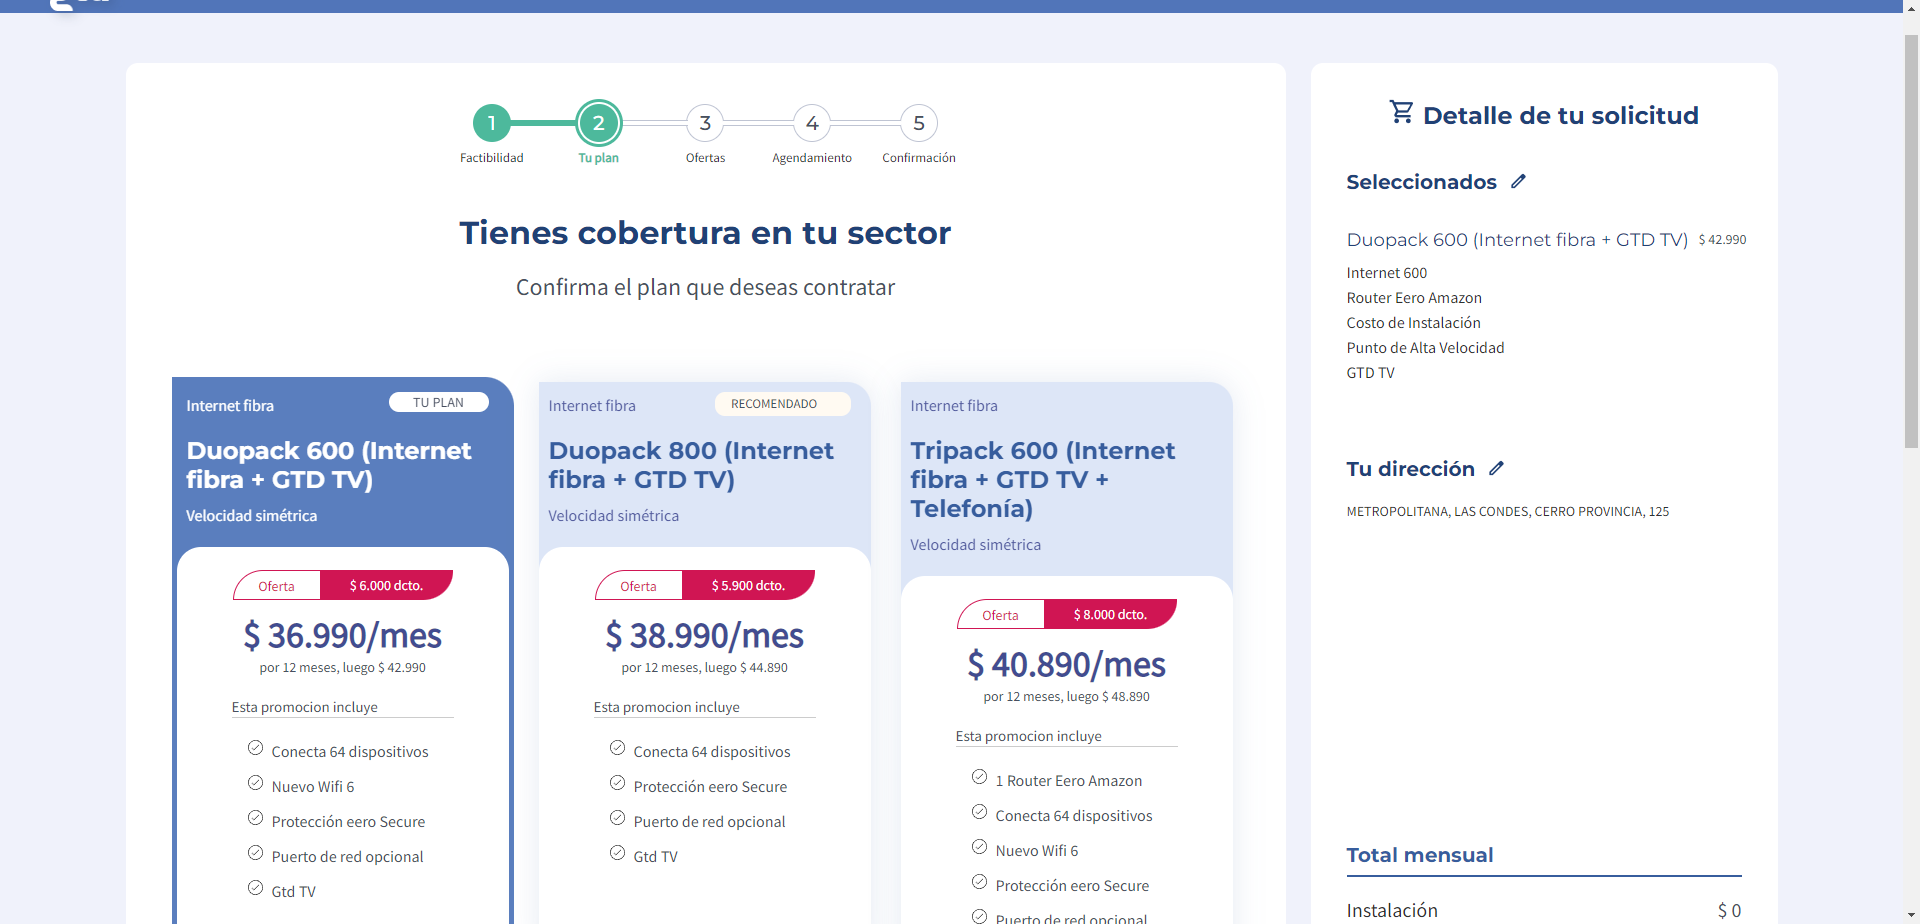 1
2
3
4
5
Factibilidad
Tu plan
Ofertas
Agendamiento
Confirmación
Tienes cobertura en tu sector
Confirma el plan que deseas contratar
Internet fibra
TU PLAN
Duopack 600 (Internet
fibra + GTD TV)
Velocidad simétrica
Oferta
$ 6.000 dcto.
$ 36.990/mes
por 12 meses, luego $ 42.990
Esta promocion incluye
Conecta 64 dispositivos
Nuevo Wifi 6
Protección eero Secure
Puerto de red opcional
Gtd TV
Internet fibra
RECOMENDADO
Duopack 800 (Internet
fibra + GTD TV)
Velocidad simétrica
Oferta
$ 5.900 dcto.
$ 38.990/mes
por 12 meses, luego $ 44.890
Esta promocion incluye
Conecta 64 dispositivos
Protección eero Secure
Puerto de red opcional
Gtd TV
Internet fibra
Tripack 600 (Internet
fibra + GTD TV +
Telefonía)
Velocidad simétrica
Oferta
$ 8.000 dcto.
$ 40.890/mes
por 12 meses, luego $ 48.890
Esta promocion incluye
1 Router Eero Amazon
Conecta 64 dispositivos
Nuevo Wifi 6
Protección eero Secure
Puerto de red opcional
Detalle de tu solicitud
Seleccionados
Duopack 600 (Internet fibra + GTD TV) $ 42.990
Internet 600
Router Eero Amazon
Costo de Instalación
Punto de Alta Velocidad
GTD TV
Tu dirección
METROPOLITANA, LAS CONDES, CERRO PROVINCIA, 125
Total mensual
Instalación $ 0